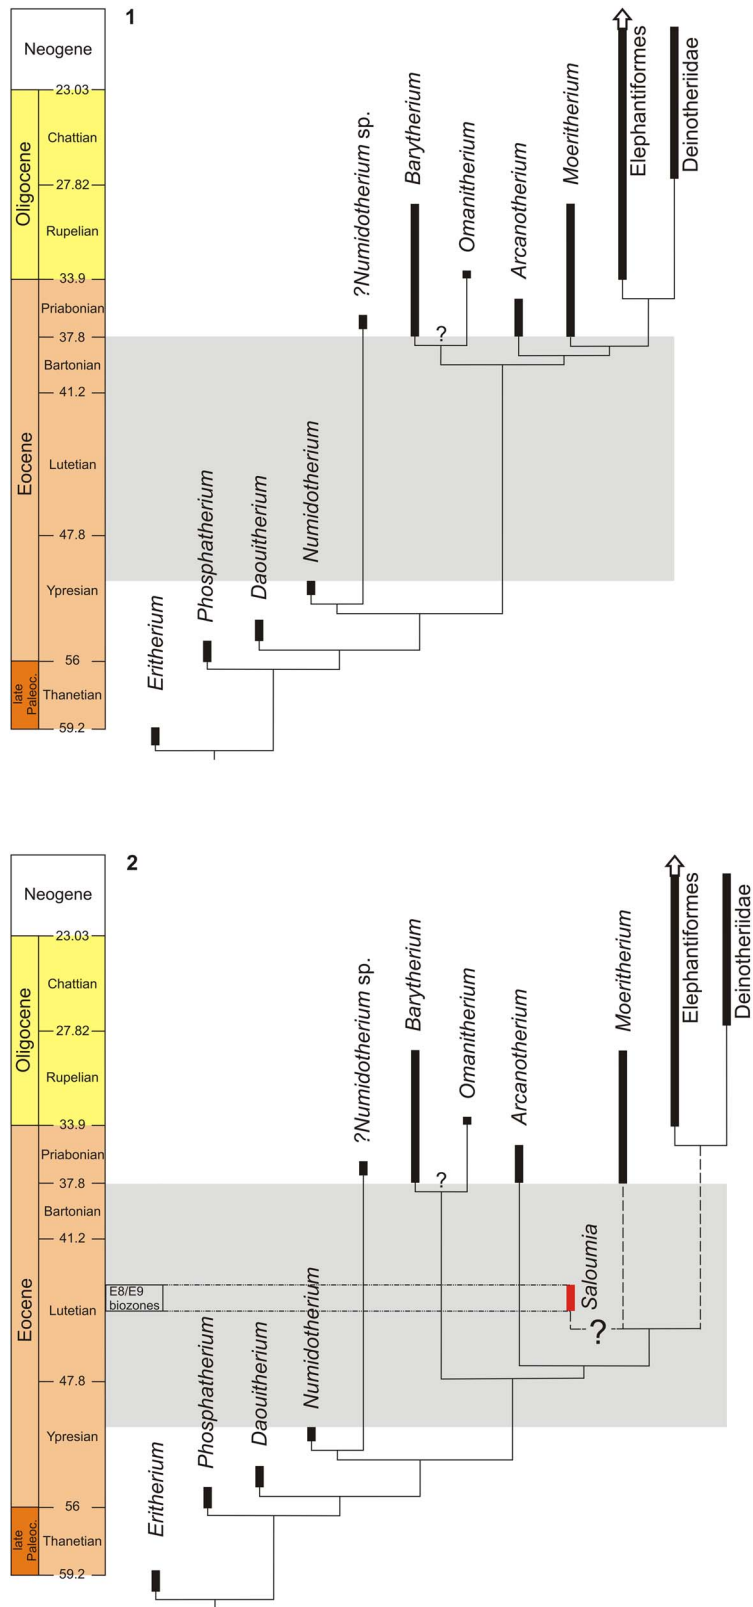 1
Neogene
23.03
Oligocene
Chattian
27.82
Rupelian
33.9
Eocene
Priabonian
37.8
Bartonian
41.2
Lutetian
47.8
Ypresian
56
late
Paleoc.
Thanetian
59.2
Eritherium
Phosphatherium
Daouitherium
Numidotherium
?Numidotherium sp.
Barytherium
?
Omanitherium
Arcanotherium
Moeritherium
Elephantiformes
Deinotheriidae
2
Neogene
23.03
Oligocene
Chattian
27.82
Rupelian
33.9
Eocene
Priabonian
37.8
Bartonian
41.2
E8/E9
biozones
Lutetian
47.8
Ypresian
56
late
Paleoc.
Thanetian
59.2
Eritherium
Phosphatherium
Daouitherium
Numidotherium
?Numidotherium sp.
Barytherium
?
Omanitherium
Arcanotherium
Saloumia
?
Moeritherium
Elephantiformes
Deinotheriidae